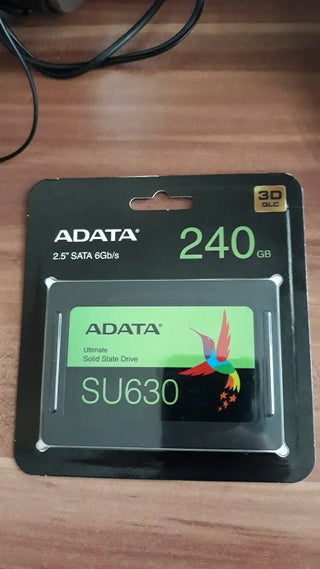 3D
QLC
ADATA®
240 GB
2.5" SATA 6Gb/s
ADATA®
Ultimate
Solid State Drive
SU630